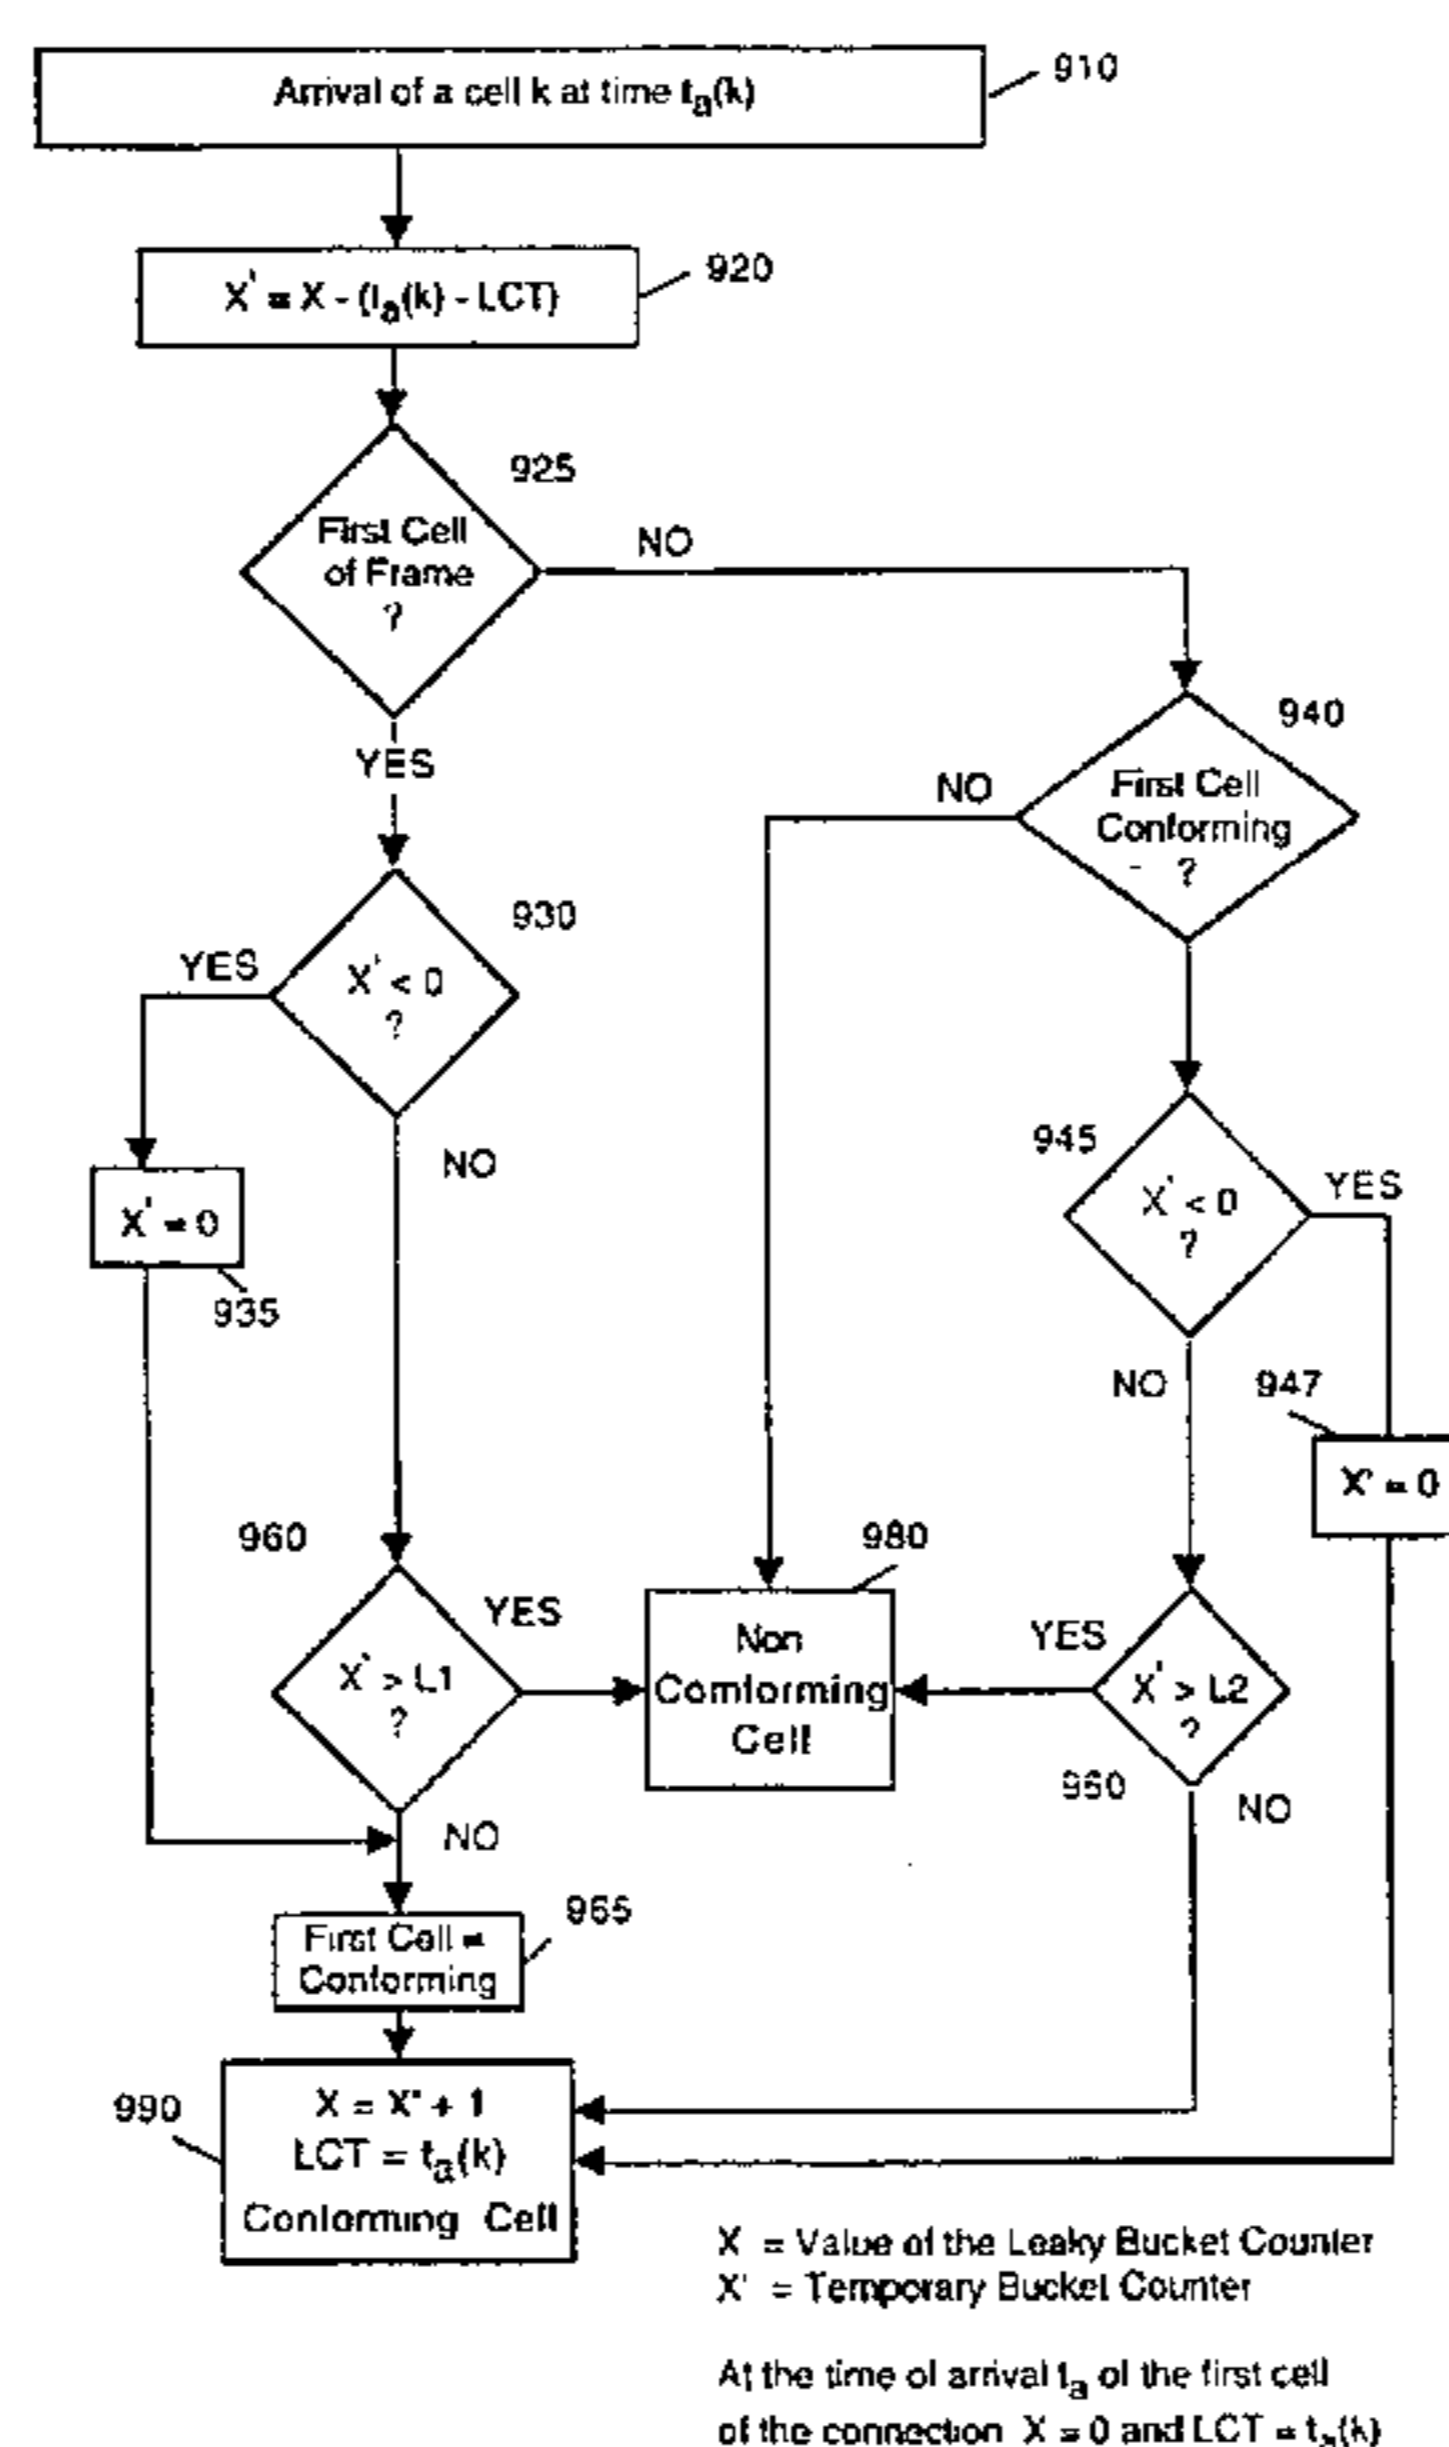 Arrival of a cell k at time ta(k)
910
X' = X - (ta(k) - LCT)
920
925
First Cell
of Frame
?
NO
YES
940
First Cell
Conforming
?
NO
930
X' < 0
?
YES
NO
945
X' < 0
?
YES
NO
X' = 0
935
947
X' = 0
960
X' > L1
?
YES
NO
980
Non
Comforming
Cell
YES
X' > L2
?
950
NO
965
First Cell =
Conforming
990
X = X' + 1
LCT = ta(k)
Conforming Cell
X = Value of the Leaky Bucket Counter
X' = Temporary Bucket Counter
At the time of arrival ta of the first cell
of the connection X = 0 and LCT = ta(k)